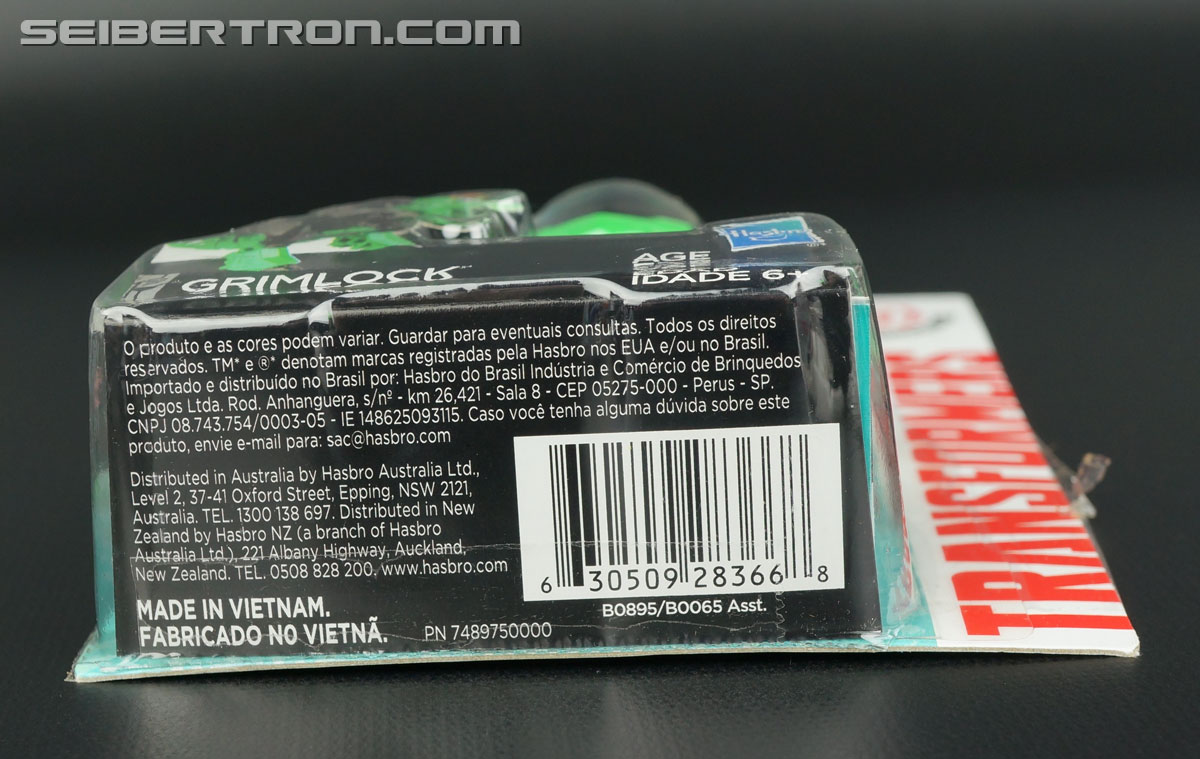 SEIBERTRON.COM
GRIMLOCK™
Hasbro
AGE
IDADE 6+
O produto e as cores podem variar. Guardar para eventuais consultas. Todos os direitos
reservados. TM* e ®* denotam marcas registradas pela Hasbro nos EUA e/ou no Brasil.
Importado e distribuído no Brasil por: Hasbro do Brasil Indústria e Comércio de Brinquedos
e Jogos Ltda. Rod. Anhanguera, s/nº - km 26,421 - Sala 8 - CEP 05275-000 - Perus - SP.
CNPJ 08.743.754/0003-05 - IE 148625093115. Caso você tenha alguma dúvida sobre este
produto, envie e-mail para: sac@hasbro.com
Distributed in Australia by Hasbro Australia Ltd.,
Level 2, 37-41 Oxford Street, Epping, NSW 2121,
Australia. TEL. 1300 138 697. Distributed in New
Zealand by Hasbro NZ (a branch of Hasbro
Australia Ltd.), 221 Albany Highway, Auckland,
New Zealand. TEL. 0508 828 200. www.hasbro.com
MADE IN VIETNAM.
FABRICADO NO VIETNÃ.
PN 7489750000
6 30509 28366 8
B0895/B0065 Asst.
TRANSFORMERS